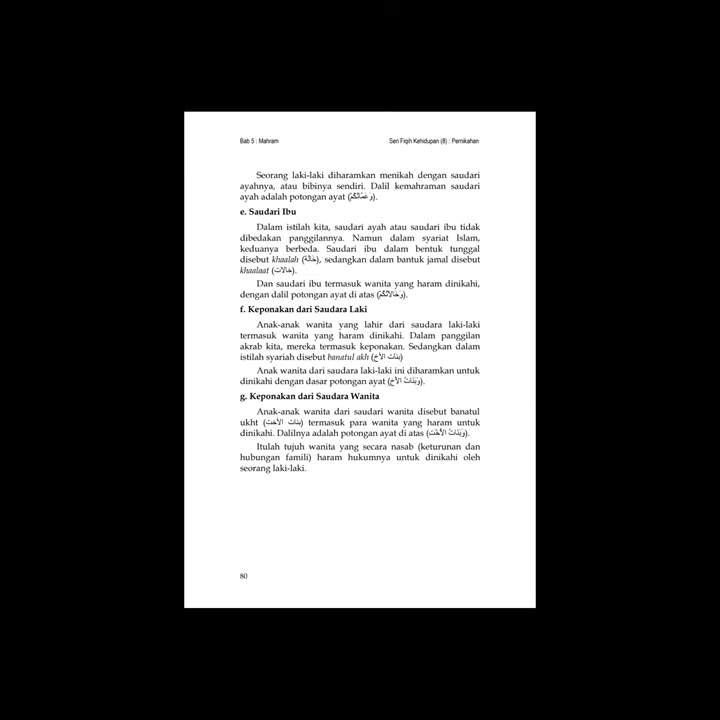 Bab 5 : Mahram Seri Fiqih Kehidupan (8) : Pernikahan
Seorang laki-laki diharamkan menikah dengan saudari
ayahnya, atau bibinya sendiri. Dalil kemahraman saudari
ayah adalah potongan ayat (وَعَمَّاتُكُمْ).
e. Saudari Ibu
Dalam istilah kita, saudari ayah atau saudari ibu tidak
dibedakan panggilannya. Namun dalam syariat Islam,
keduanya berbeda. Saudari ibu dalam bentuk tunggal
disebut khaalah (خَالَة), sedangkan dalam bantuk jamal disebut
khaalaat (خالات).
Dan saudari ibu termasuk wanita yang haram dinikahi,
dengan dalil potongan ayat di atas (وَخَالاَتُكُمْ).
f. Keponakan dari Saudara Laki
Anak-anak wanita yang lahir dari saudara laki-laki
termasuk wanita yang haram dinikahi. Dalam panggilan
akrab kita, mereka termasuk keponakan. Sedangkan dalam
istilah syariah disebut banatul akh (بنات الأخ)
Anak wanita dari saudara laki-laki ini diharamkan untuk
dinikahi dengan dasar potongan ayat (وَبَنَاتُ الأَخِ).
g. Keponakan dari Saudara Wanita
Anak-anak wanita dari saudari wanita disebut banatul
ukht (بنات الأخت) termasuk para wanita yang haram untuk
dinikahi. Dalilnya adalah potongan ayat di atas (وَبَنَاتُ الأُخْتِ).
Itulah tujuh wanita yang secara nasab (keturunan dan
hubungan famili) haram hukumnya untuk dinikahi oleh
seorang laki-laki.
80